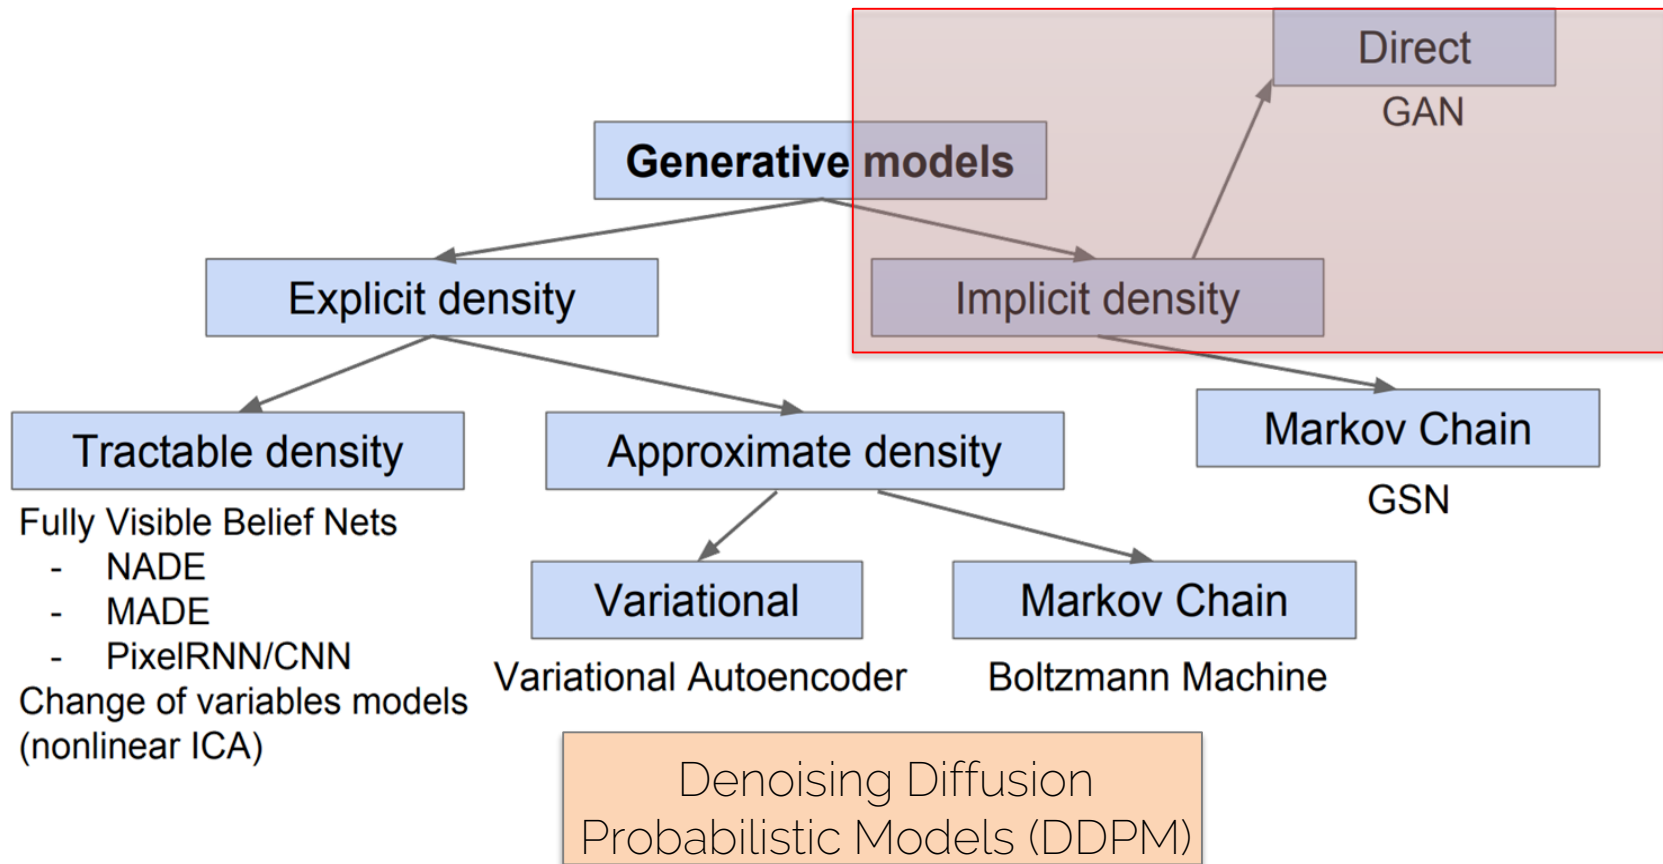 Direct
GAN
Generative models
Explicit density
Implicit density
Tractable density
Approximate density
Markov Chain
GSN
Fully Visible Belief Nets
- NADE
- MADE
- PixelRNN/CNN
Change of variables models
(nonlinear ICA)
Variational
Markov Chain
Variational Autoencoder
Boltzmann Machine
Denoising Diffusion
Probabilistic Models (DDPM)